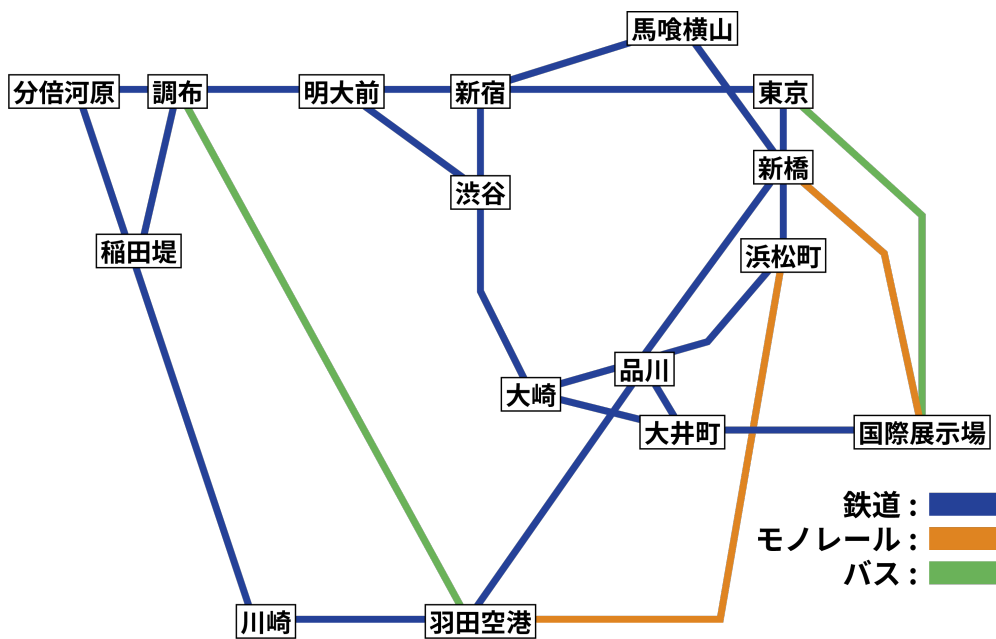 馬喰横山
分倍河原
調布
明大前
新宿
東京
新橋
渋谷
稲田堤
浜松町
品川
大崎
大井町
国際展示場
鉄道：
モノレール：
バス：
川崎
羽田空港